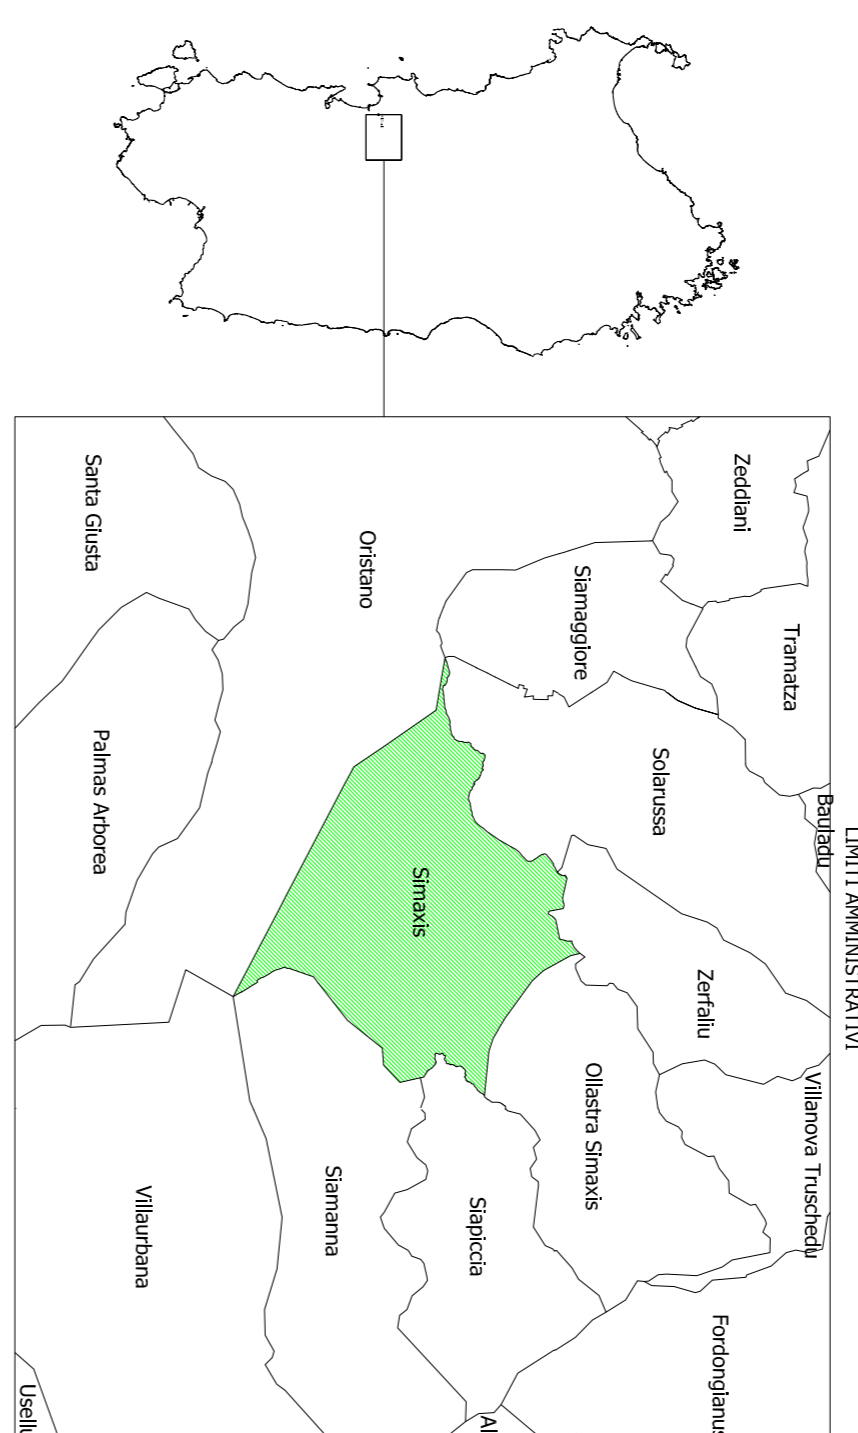 LIMITI AMMINISTRATIVI
Bauladu
Villanova Truschedu
Tramatza
Zeddiani
Fordongianus
Zerfaliu
Solarussa
Siamaggiore
Ollastra Simaxis
Siapiccia
Simaxis
Oristano
Siamanna
Villaurbana
Palmas Arborea
Santa Giusta